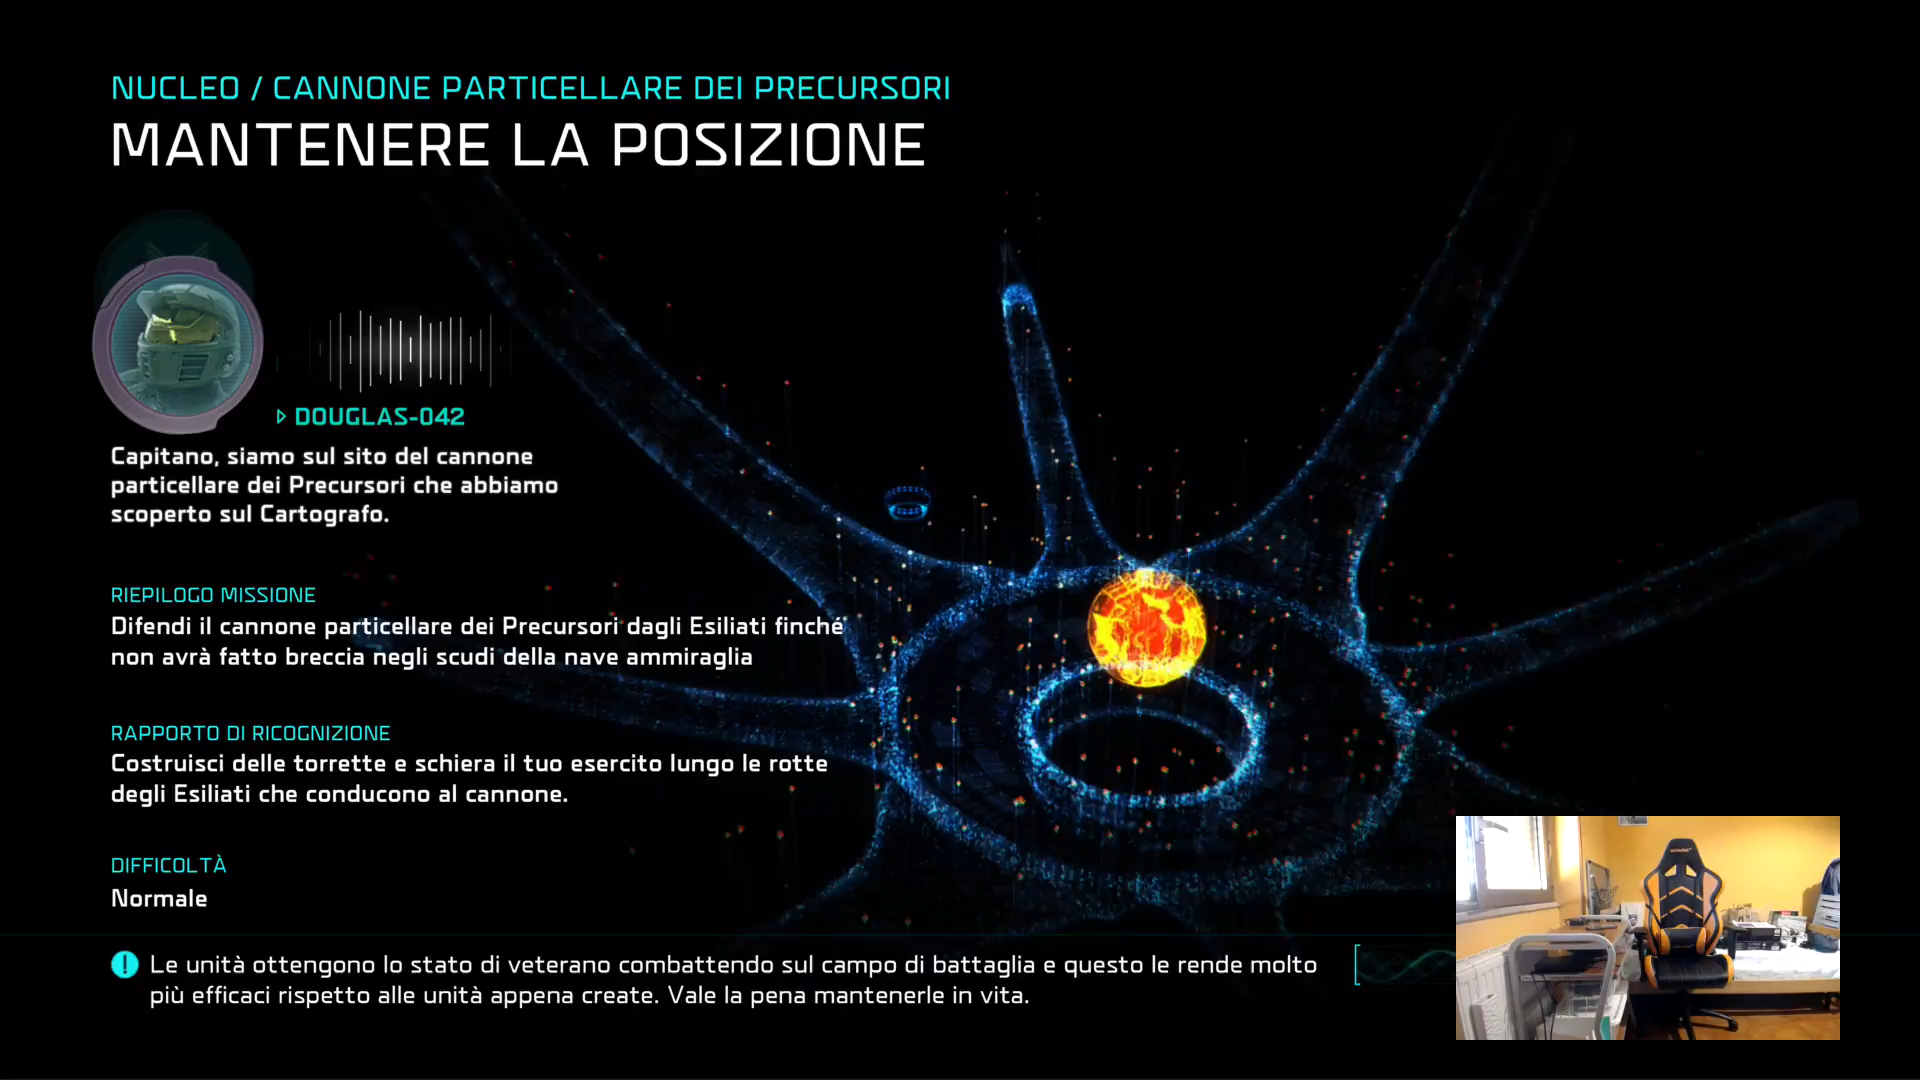 NUCLEO / CANNONE PARTICELLARE DEI PRECURSORI
MANTENERE LA POSIZIONE
DOUGLAS-042
Capitano, siamo sul sito del cannone
particellare dei Precursori che abbiamo
scoperto sul Cartografo.
RIEPILOGO MISSIONE
Difendi il cannone particellare dei Precursori dagli Esiliati finché
non avrà fatto breccia negli scudi della nave ammiraglia
RAPPORTO DI RICOGNIZIONE
Costruisci delle torrette e schiera il tuo esercito lungo le rotte
degli Esiliati che conducono al cannone.
DIFFICOLTÀ
Normale
Le unità ottengono lo stato di veterano combattendo sul campo di battaglia e questo le rende molto
più efficaci rispetto alle unità appena create. Vale la pena mantenerle in vita.